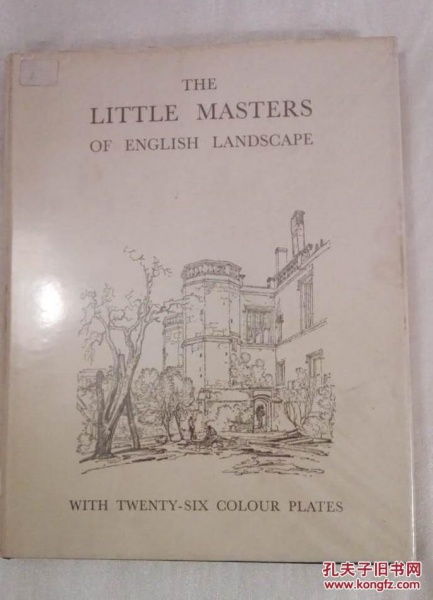 THE
LITTLE MASTERS
OF ENGLISH LANDSCAPE
WITH TWENTY-SIX COLOUR PLATES
孔夫子旧书网
www.kongfz.com